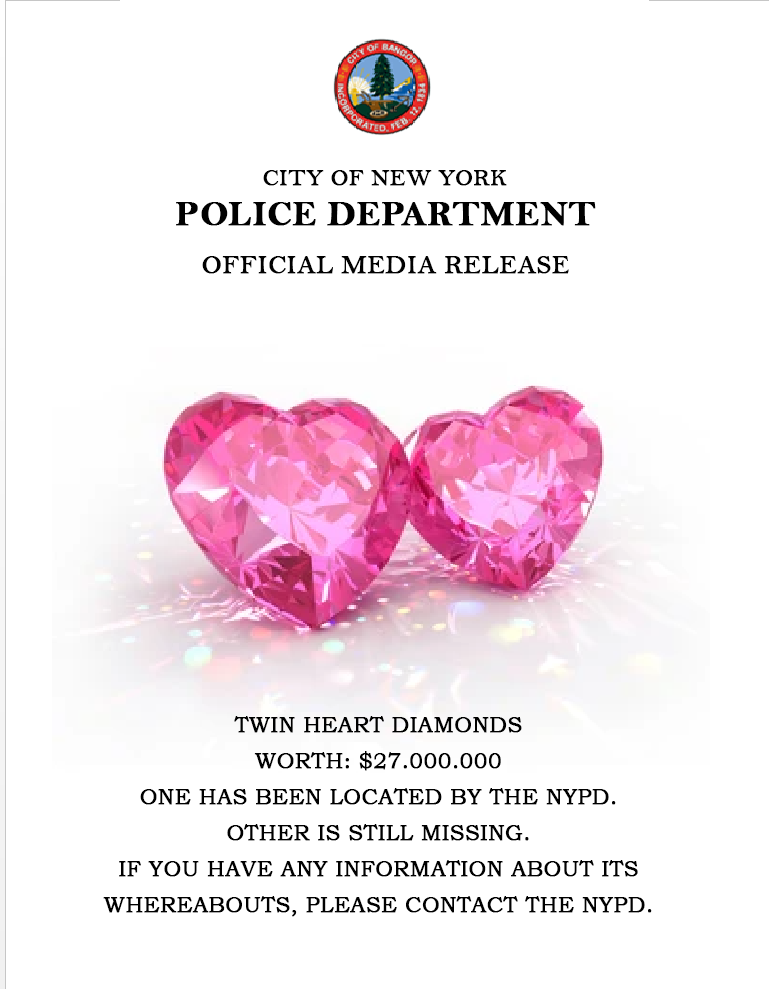 CITY OF BANGOR
INCORPORATED, FEB. 12, 1834
CITY OF NEW YORK
POLICE DEPARTMENT
OFFICIAL MEDIA RELEASE
TWIN HEART DIAMONDS
WORTH: $27.000.000
ONE HAS BEEN LOCATED BY THE NYPD.
OTHER IS STILL MISSING.
IF YOU HAVE ANY INFORMATION ABOUT ITS
WHEREABOUTS, PLEASE CONTACT THE NYPD.